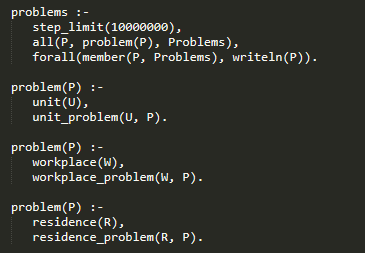 problems :-
    step_limit(10000000),
    all(P, problem(P), Problems),
    forall(member(P, Problems), writeln(P)).

problem(P) :-
    unit(U),
    unit_problem(U, P).

problem(P) :-
    workplace(W),
    workplace_problem(W, P).

problem(P) :-
    residence(R),
    residence_problem(R, P).